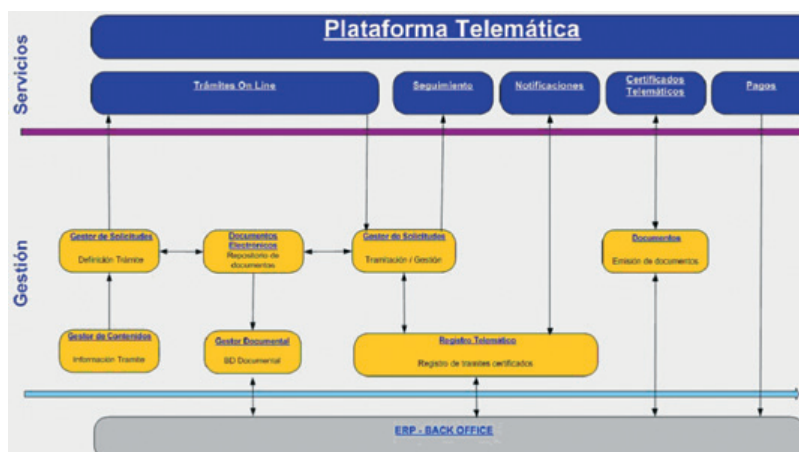 Plataforma Telemática
Servicios
Trámites On Line
Seguimiento
Notificaciones
Certificados
Telemáticos
Pagos
Gestión
Gestor de Solicitudes
Definición Trámite
Documentos
Electrónicos
Repositorio de
documentos
Gestor de Solicitudes
Tramitación / Gestión
Documentos
Emisión de documentos
Gestor de Contenidos
Información Tramite
Gestor Documental
BD Documental
Registro Telemático
Registro de tramites certificados
ERP - BACK OFFICE